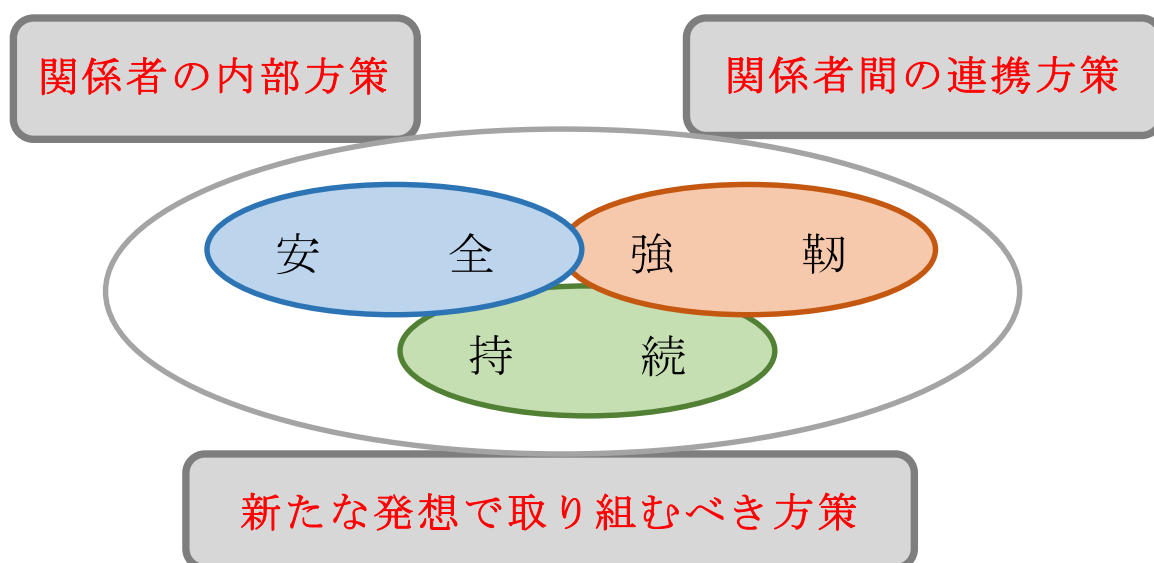 関係者の内部方策
関係者間の連携方策
安 全
強 靱
持 続
新たな発想で取り組むべき方策